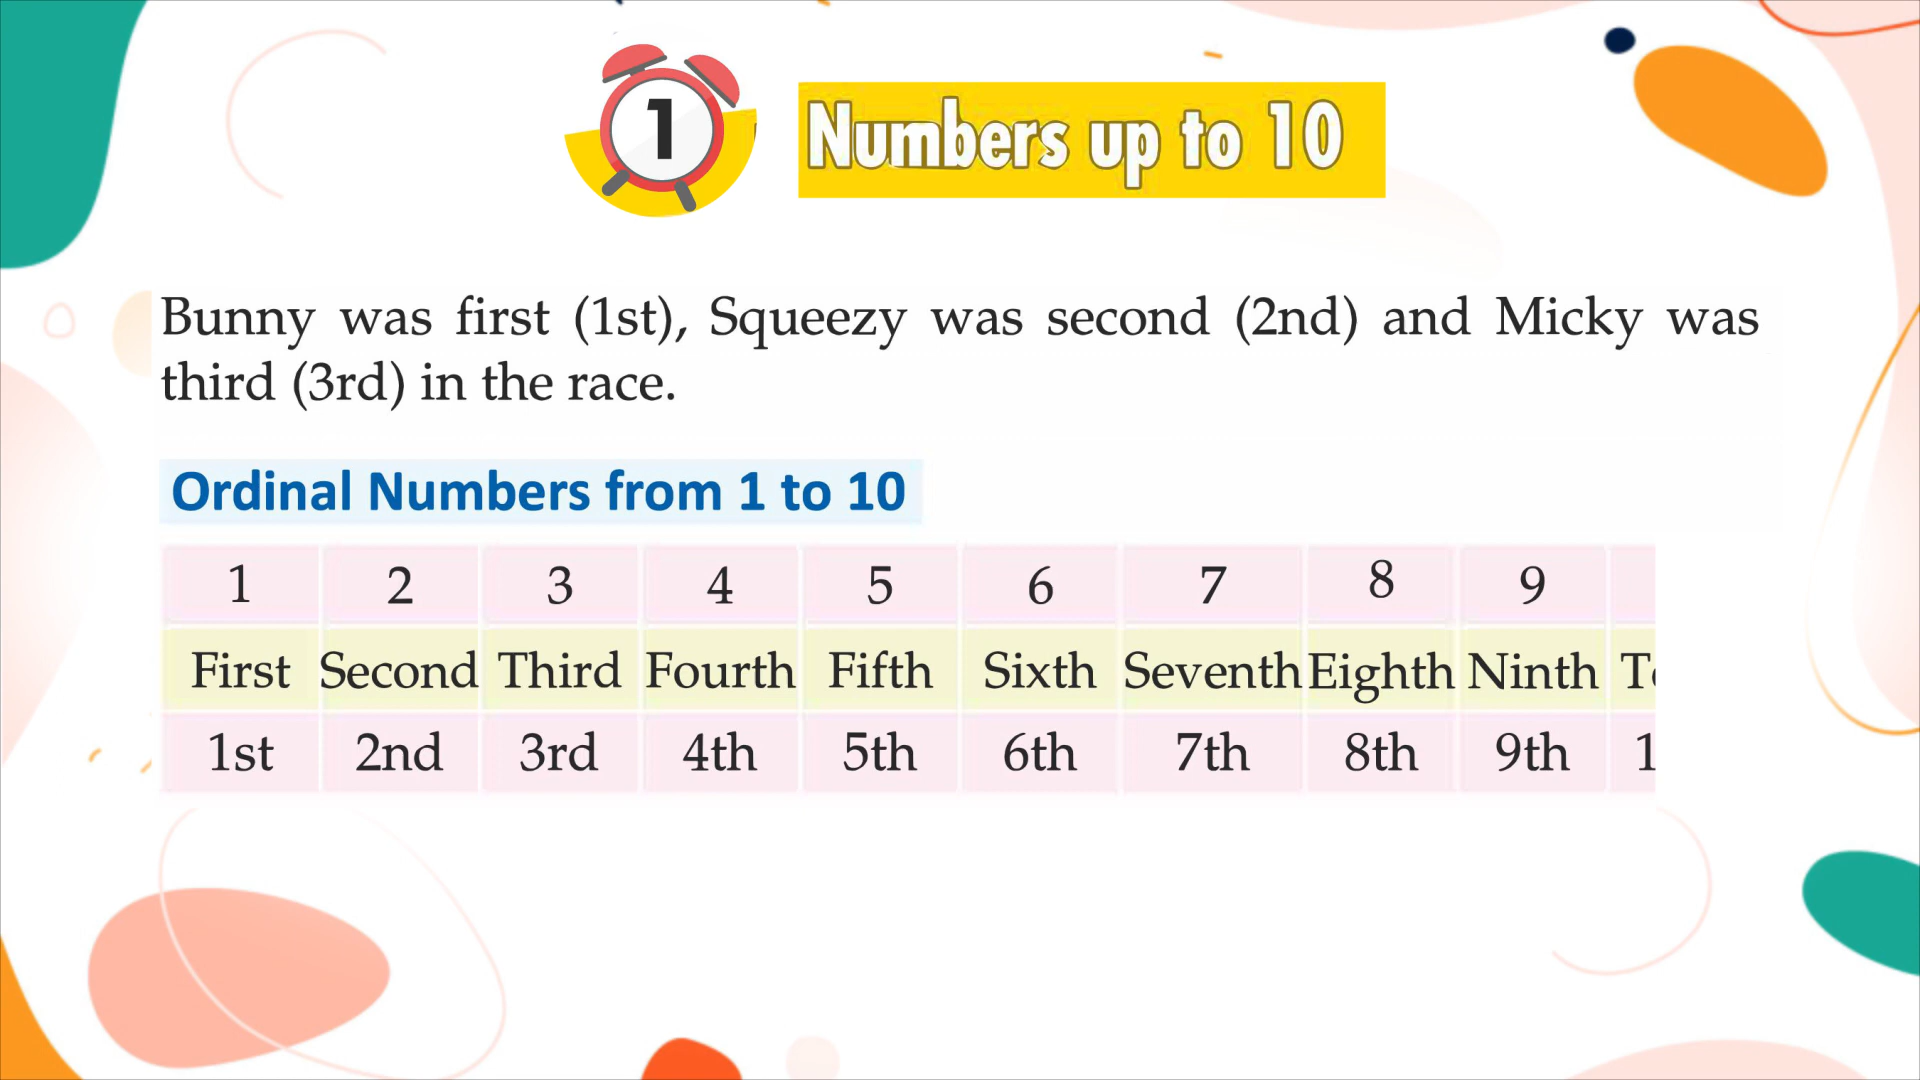 1
Numbers up to 10
Bunny was first (1st), Squeezy was second (2nd) and Micky was
third (3rd) in the race.
Ordinal Numbers from 1 to 10
1 2 3 4 5 6 7 8 9
First Second Third Fourth Fifth Sixth Seventh Eighth Ninth
1st 2nd 3rd 4th 5th 6th 7th 8th 9th